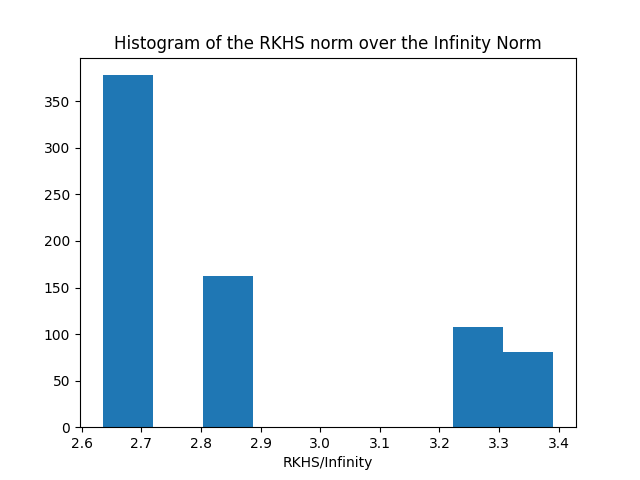 Histogram of the RKHS norm over the Infinity Norm
350
300
250
200
150
100
50
0
2.6 2.7 2.8 2.9 3.0 3.1 3.2 3.3 3.4
RKHS/Infinity